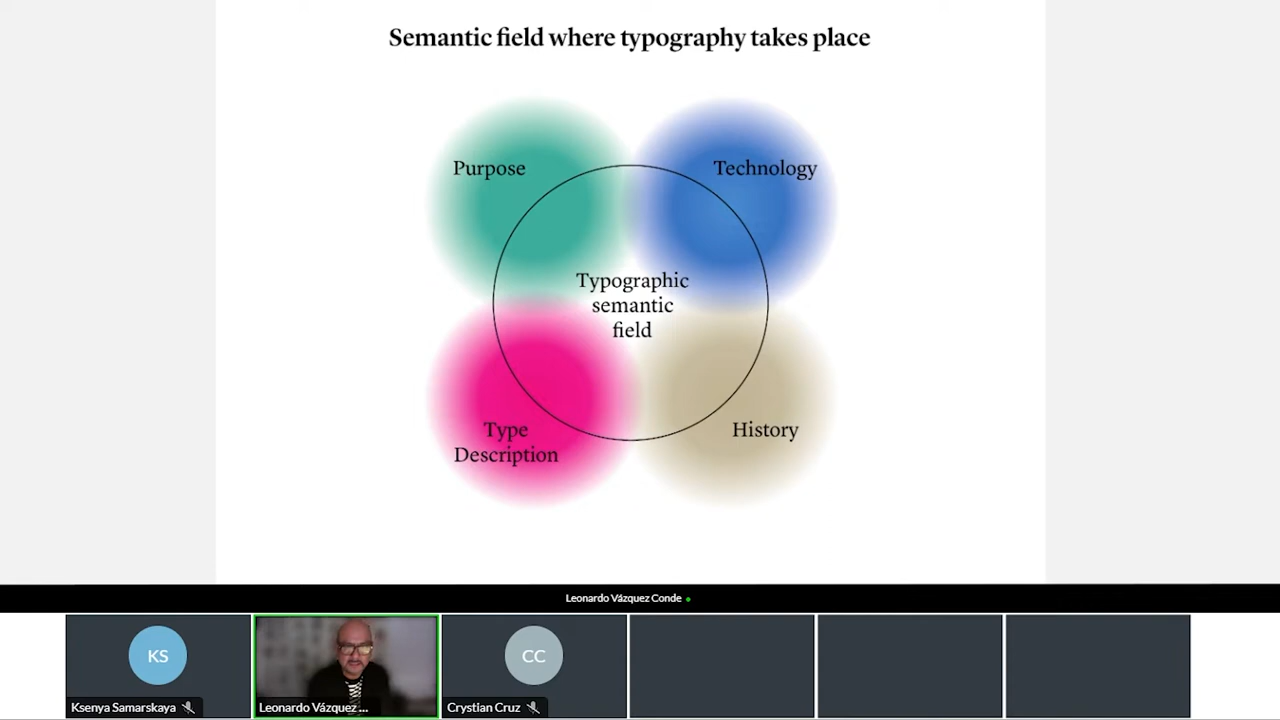 Semantic field where typography takes place
Purpose
Technology
Typographic
semantic
field
Type
Description
History
Leonardo Vázquez Conde
KS
CC
Ksenya Samarskaya
Leonardo Vázquez ...
Crystian Cruz